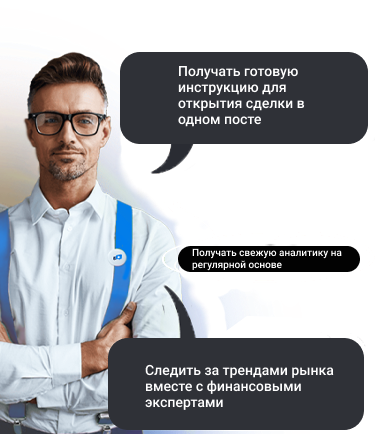 Получать готовую
инструкцию для
открытия сделки в
одном посте
Получать свежую аналитику на
регулярной основе
Следить за трендами рынка
вместе с финансовыми
экспертами